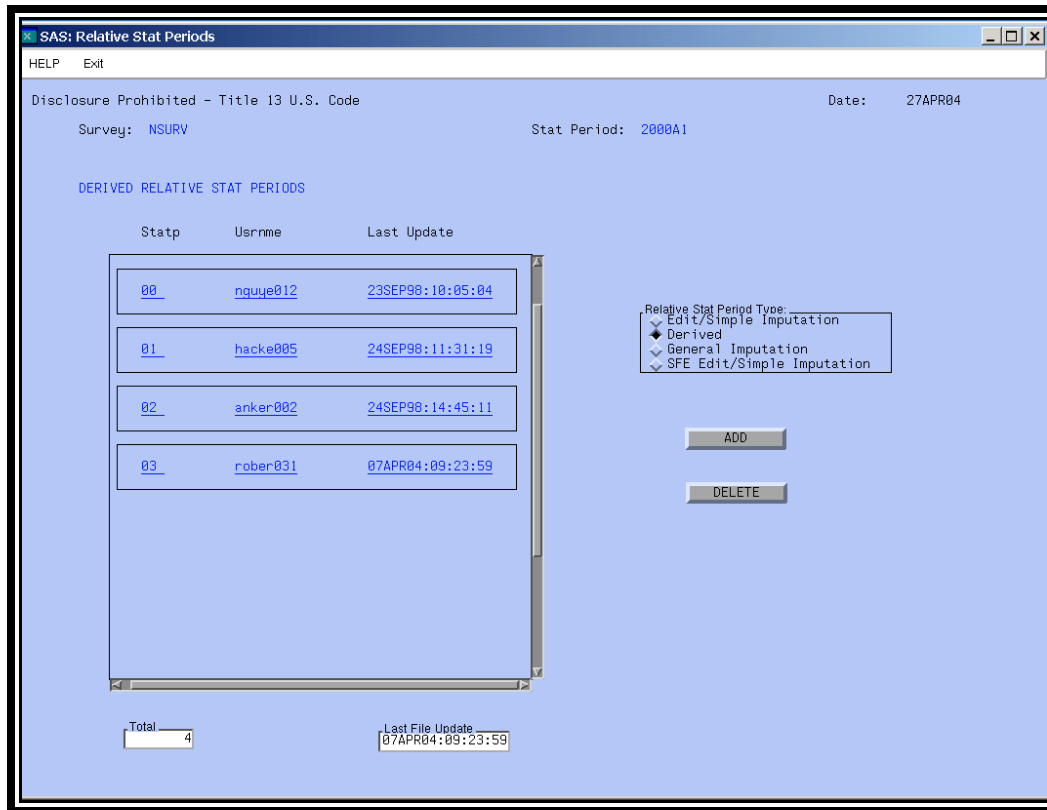 SAS: Relative Stat Periods
HELP Exit
Disclosure Prohibited - Title 13 U.S. Code Date: 27APR04
Survey: NSURV Stat Period: 2000A1
DERIVED RELATIVE STAT PERIODS
Statp Usrnme Last Update
00 nguye012 23SEP98:10:05:04
01 hacke005 24SEP98:11:31:19
02 anker002 24SEP98:14:45:11
03 rober031 07APR04:09:23:59
Relative Stat Period Type:
Edit/Simple Imputation
Derived
General Imputation
SFE Edit/Simple Imputation
ADD
DELETE
Total
4
Last File Update
07APR04:09:23:59